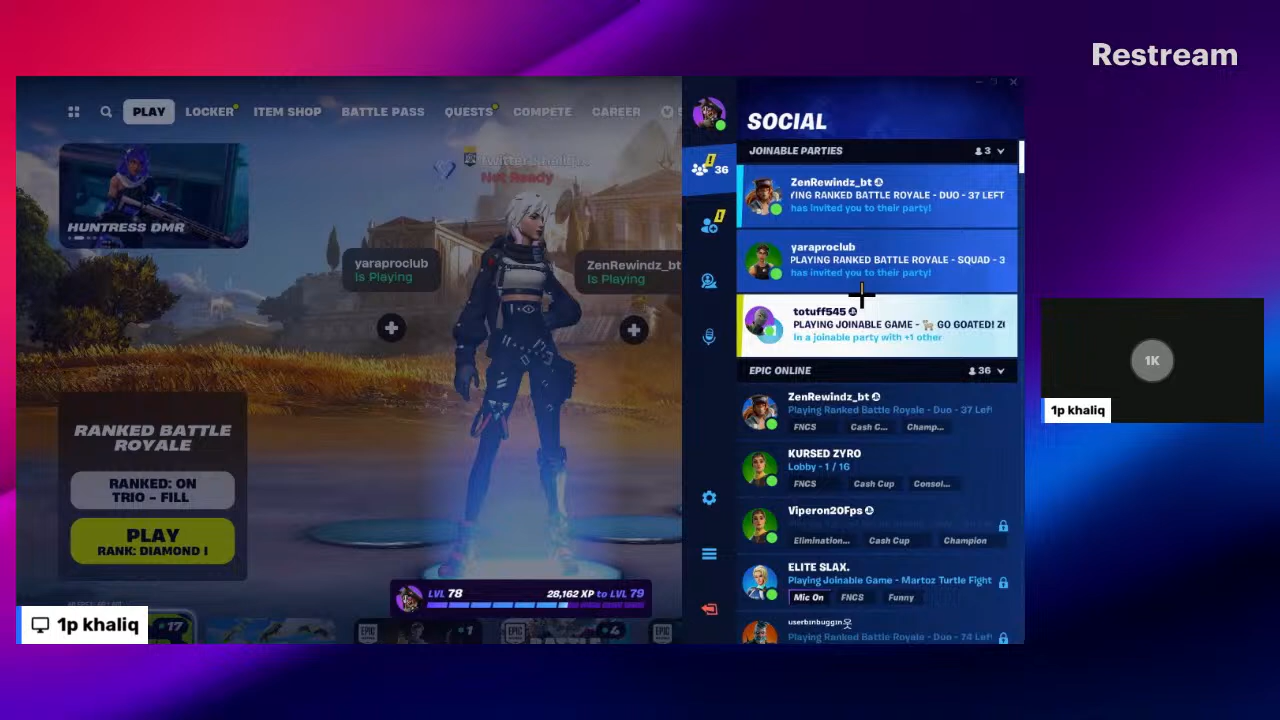 Restream
PLAY
LOCKER
ITEM SHOP
BATTLE PASS
QUESTS
COMPETE
CAREER
HUNTRESS DMR
Not Ready
yaraproclub
Is Playing
ZenRewindz_bt
Is Playing
RANKED BATTLE
ROYALE
RANKED: ON
TRIO - FILL
PLAY
RANK: DIAMOND I
LVL 78
28,162 XP to LVL 79
17
EPIC
+1
EPIC
+4
EPIC
1p khaliq
36
SOCIAL
JOINABLE PARTIES
3
ZenRewindz_bt
YING RANKED BATTLE ROYALE - DUO - 37 LEFT
has invited you to their party!
yaraproclub
PLAYING RANKED BATTLE ROYALE - SQUAD - 3
has invited you to their party!
totuff545
PLAYING JOINABLE GAME - 🐐 GO GOATED!
In a joinable party with +1 other
EPIC ONLINE
36
ZenRewindz_bt
Playing Ranked Battle Royale - Duo - 37 Left
FNCS
Cash C...
Champ...
KURSED ZYRO
Lobby - 1 / 16
FNCS
Cash Cup
Consol...
Viperon20Fps
Elimination...
Cash Cup
Champion
ELITE SLAX.
Playing Joinable Game - Martoz Turtle Fight
Mic On
FNCS
Funny
userbinbuggin
Playing Ranked Battle Royale - Duo - 74 Left
1K
1p khaliq